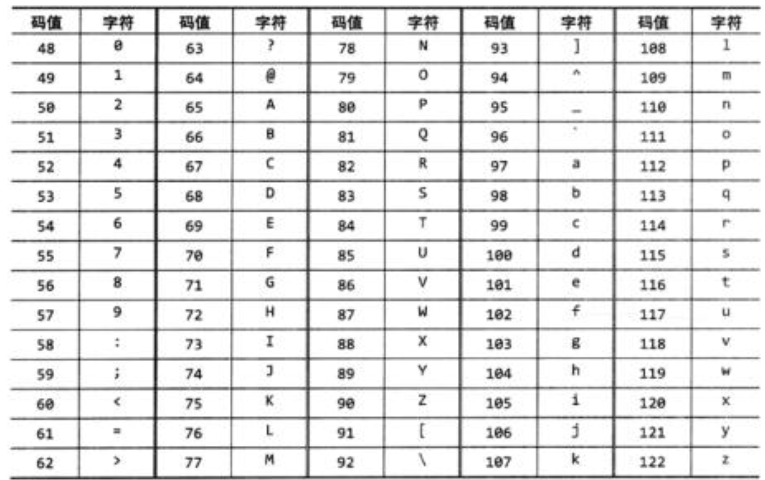 码值 字符 码值 字符 码值 字符 码值 字符 码值 字符
48 0 63 ? 78 N 93 ] 108 l
49 1 64 @ 79 O 94 ^ 109 m
50 2 65 A 80 P 95 _ 110 n
51 3 66 B 81 Q 96 ` 111 o
52 4 67 C 82 R 97 a 112 p
53 5 68 D 83 S 98 b 113 q
54 6 69 E 84 T 99 c 114 r
55 7 70 F 85 U 100 d 115 s
56 8 71 G 86 V 101 e 116 t
57 9 72 H 87 W 102 f 117 u
58 : 73 I 88 X 103 g 118 v
59 ; 74 J 89 Y 104 h 119 w
60 < 75 K 90 Z 105 i 120 x
61 = 76 L 91 [ 106 j 121 y
62 > 77 M 92 \ 107 k 122 z